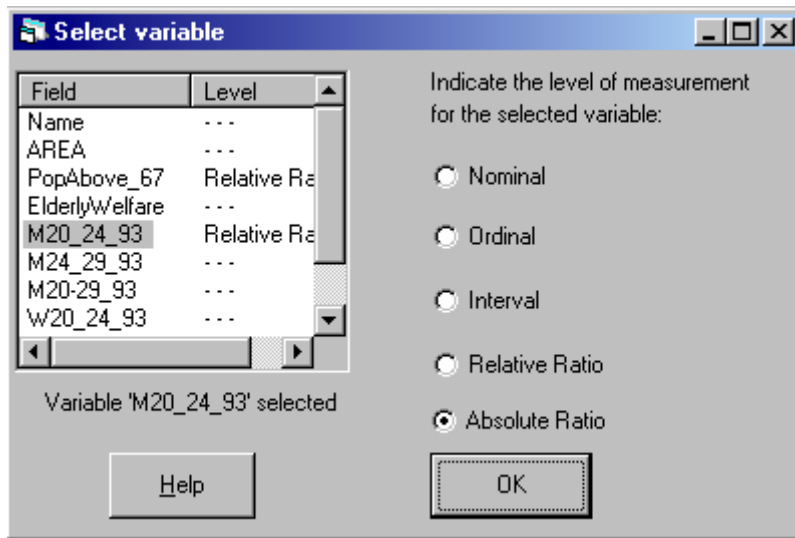 Select variable
Field Level
Name - - -
AREA - - -
PopAbove_67 Relative Ra
ElderlyWelfare - - -
M20_24_93 Relative Ra
M24_29_93 - - -
M20-29_93 - - -
W20_24_93 - - -
Variable 'M20_24_93' selected
Help
Indicate the level of measurement
for the selected variable:
Nominal
Ordinal
Interval
Relative Ratio
Absolute Ratio
OK